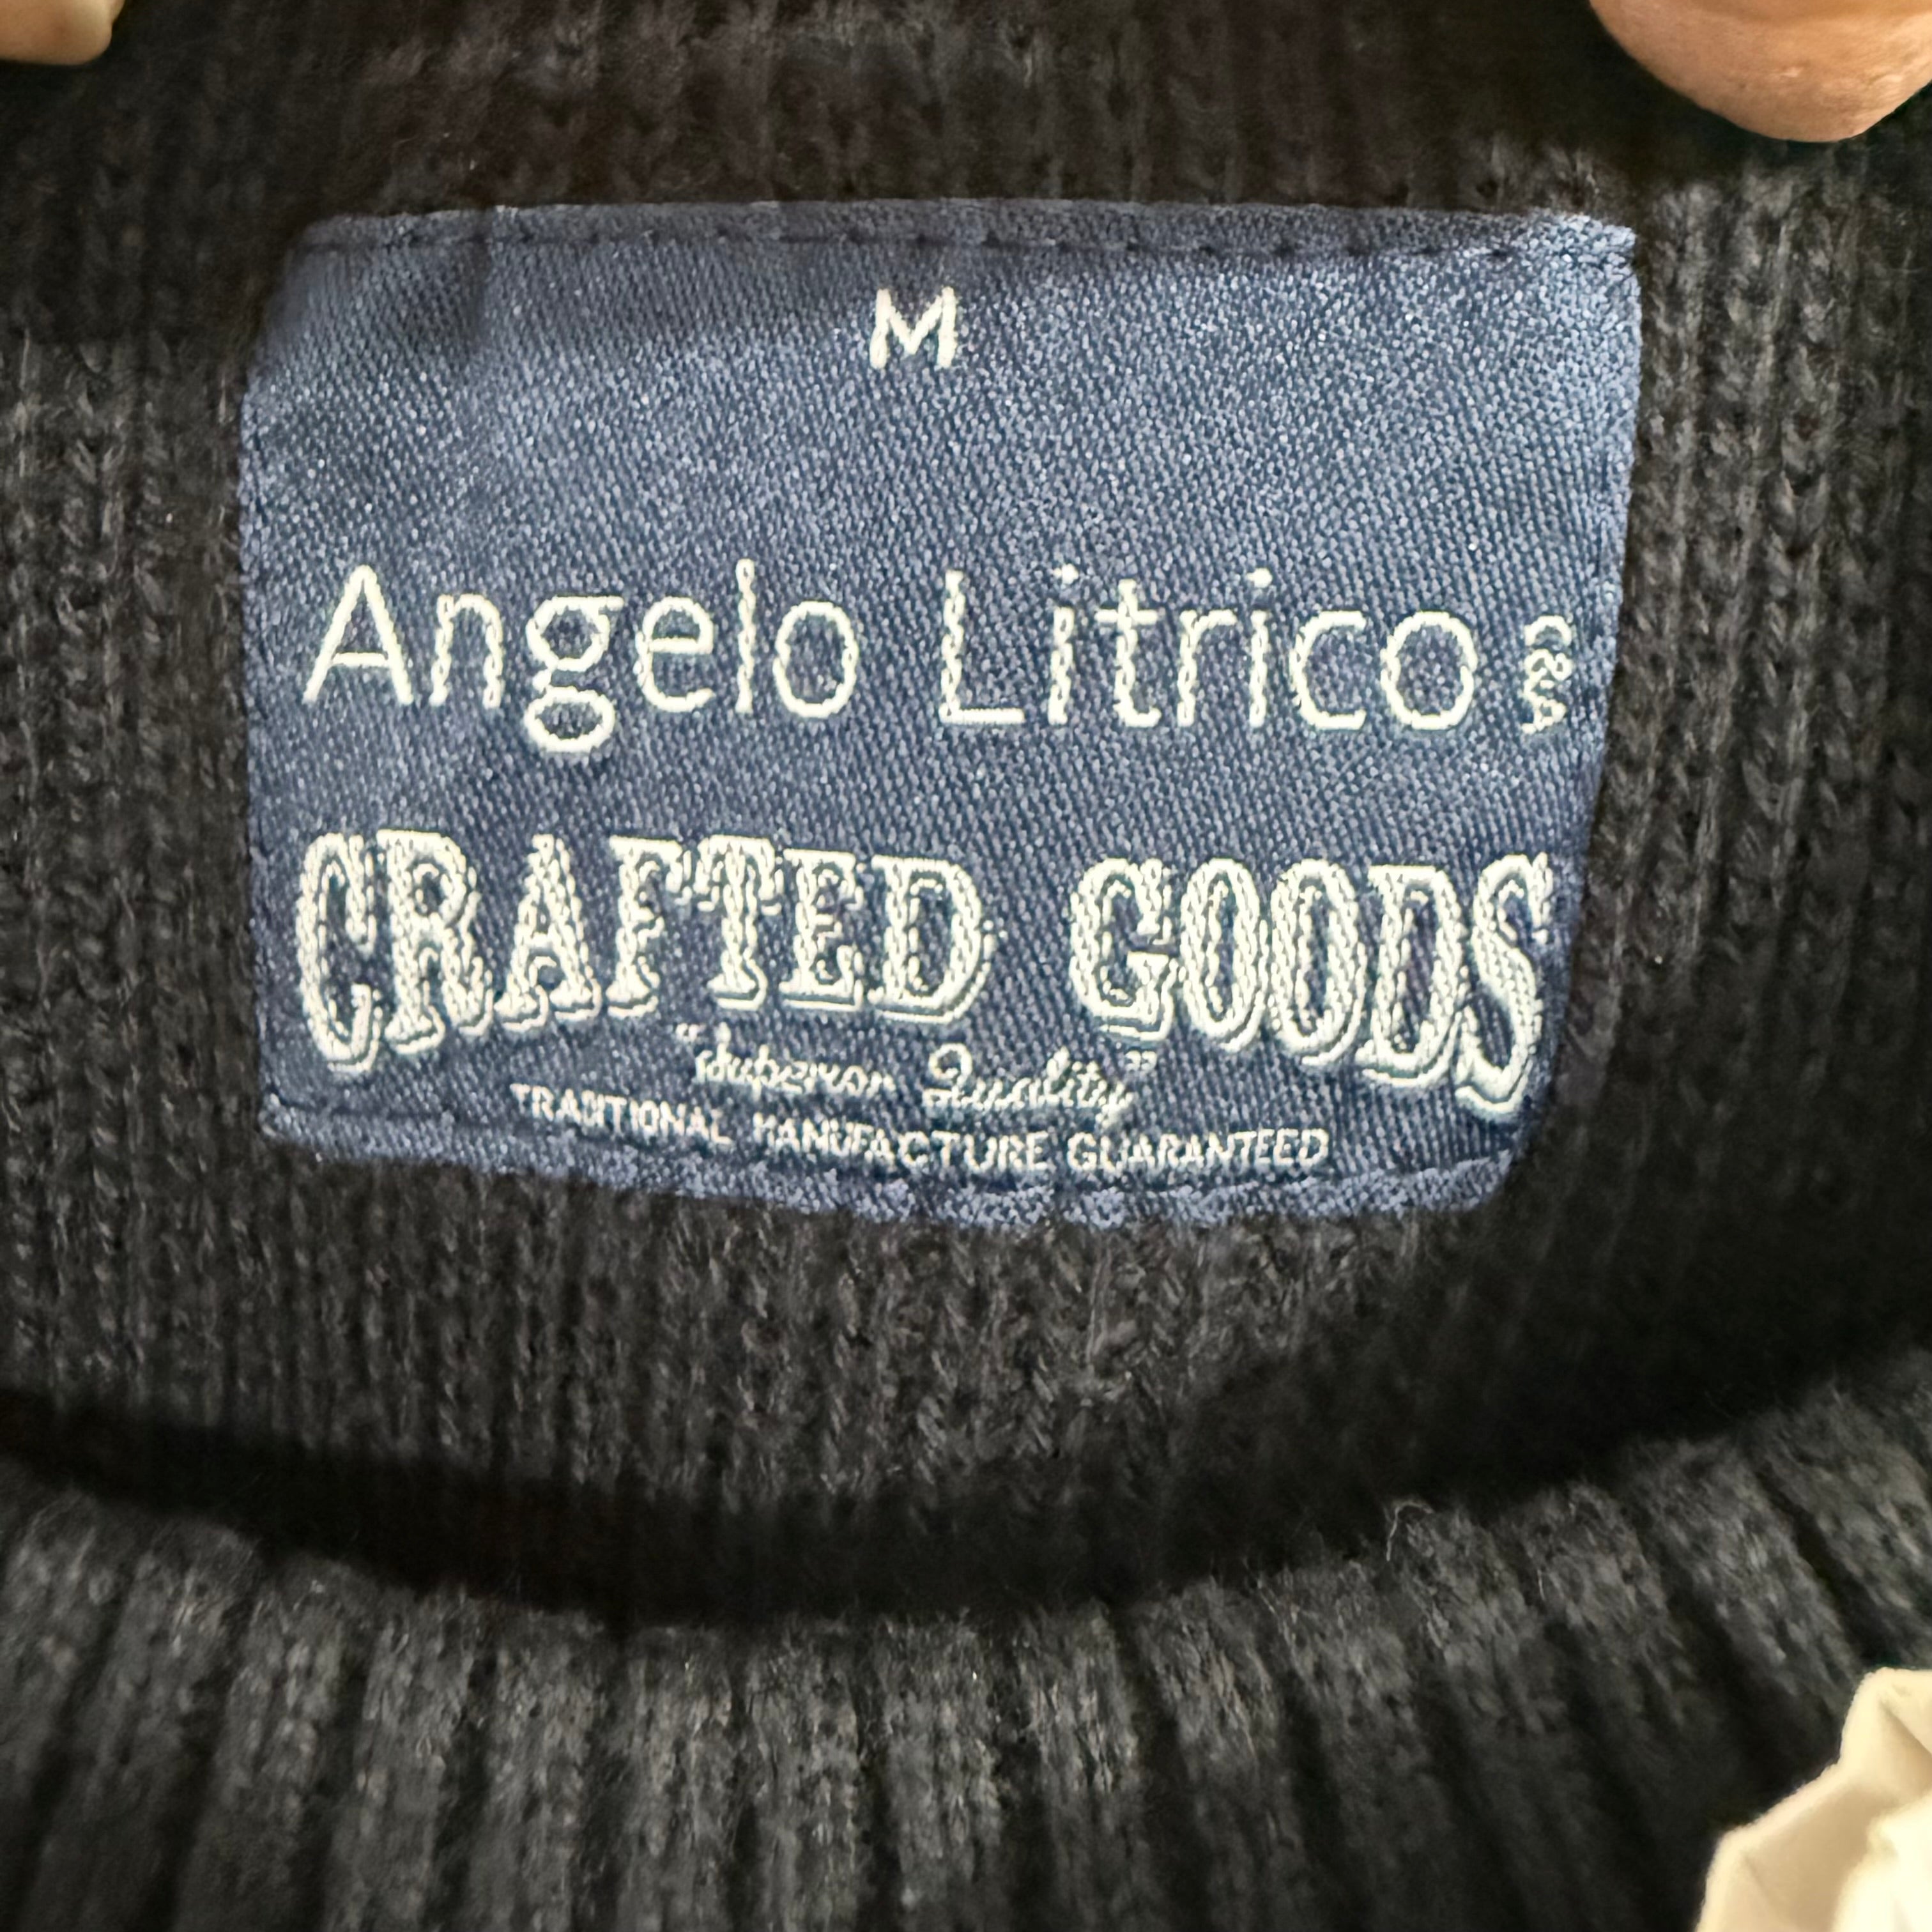 M
Angelo Litrico C&A
CRAFTED GOODS
"Superior Quality"
TRADITIONAL MANUFACTURE GUARANTEED